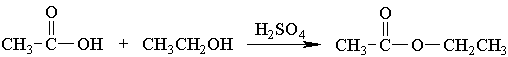 O O
CH₃-C-OH + CH₃CH₂OH H₂SO₄ CH₃-C-O-CH₂CH₃